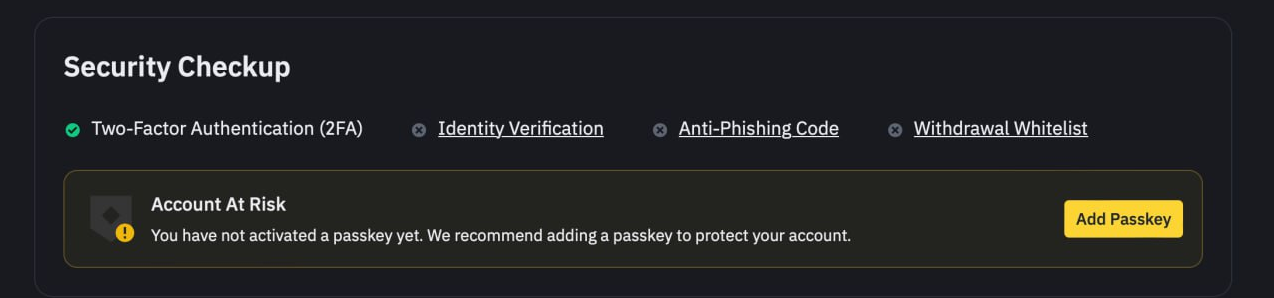 Security Checkup
Two-Factor Authentication (2FA) Identity Verification Anti-Phishing Code Withdrawal Whitelist
Account At Risk
You have not activated a passkey yet. We recommend adding a passkey to protect your account.
Add Passkey